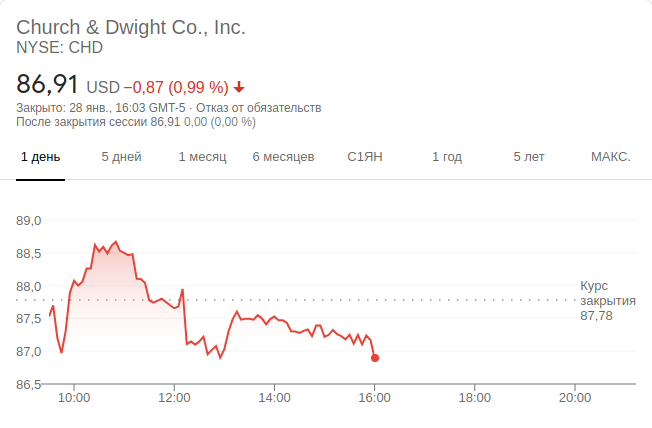 Church & Dwight Co., Inc.
NYSE: CHD
86,91 USD −0,87 (0,99 %)
Закрыто: 28 янв., 16:03 GMT-5 · Отказ от обязательств
После закрытия сессии 86,91 0,00 (0,00 %)
1 день 5 дней 1 месяц 6 месяцев С1ЯН 1 год 5 лет МАКС.
89,0
88,5
88,0
87,5
87,0
86,5
Курс
закрытия
87,78
10:00 12:00 14:00 16:00 18:00 20:00